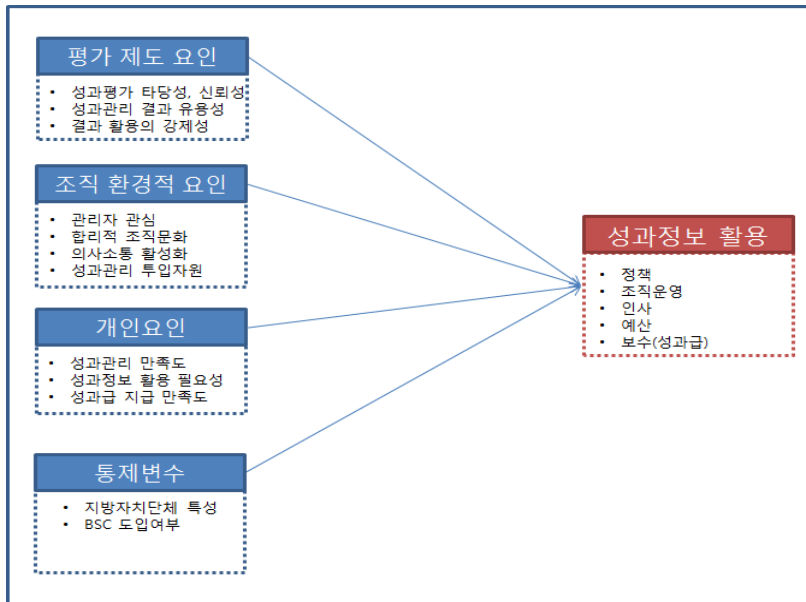 평가 제도 요인
• 성과평가 타당성, 신뢰성
• 성과관리 결과 유용성
• 결과 활용의 강제성
조직 환경적 요인
• 관리자 관심
• 합리적 조직문화
• 의사소통 활성화
• 성과관리 투입자원
개인요인
• 성과관리 만족도
• 성과정보 활용 필요성
• 성과급 지급 만족도
통제변수
• 지방자치단체 특성
• BSC 도입여부
성과정보 활용
• 정책
• 조직운영
• 인사
• 예산
• 보수(성과급)